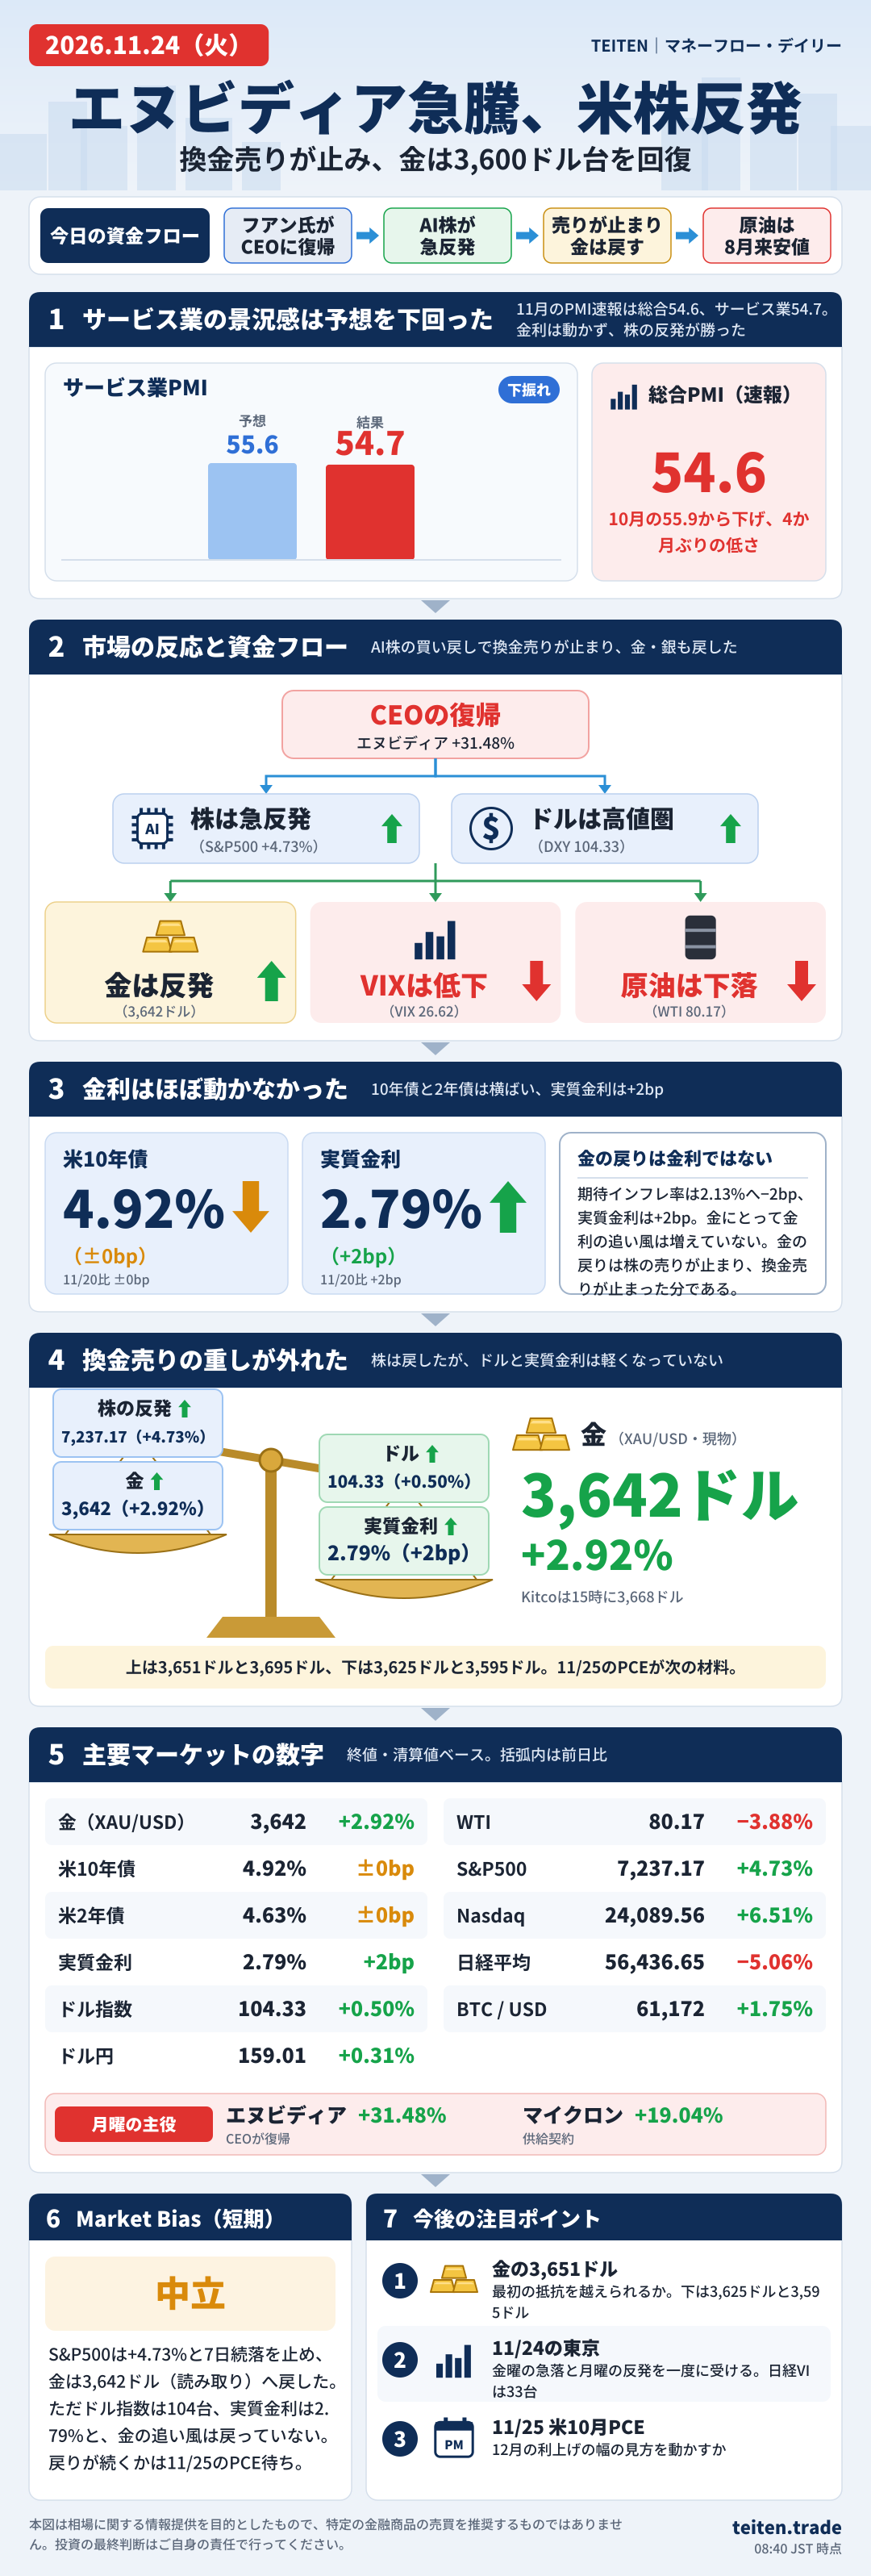 2026.11.24（火）
TEITEN｜マネーフロー・デイリー
エヌビディア急騰、米株反発
換金売りが止み、金は3,600ドル台を回復
今日の資金フロー
フアン氏が
CEOに復帰
AI株が
急反発
売りが止まり
金は戻す
原油は
8月来安値
1 サービス業の景況感は予想を下回った
11月のPMI速報は総合54.6、サービス業54.7。
金利は動かず、株の反発が勝った
サービス業PMI
下振れ
予想
55.6
結果
54.7
総合PMI（速報）
54.6
10月の55.9から下げ、4か
月ぶりの低さ
2 市場の反応と資金フロー
AI株の買い戻しで換金売りが止まり、金・銀も戻した
CEOの復帰
エヌビディア +31.48%
AI
株は急反発
（S&P500 +4.73%）
$
ドルは高値圏
（DXY 104.33）
金は反発
（3,642ドル）
VIXは低下
（VIX 26.62）
原油は下落
（WTI 80.17）
3 金利はほぼ動かなかった
10年債と2年債は横ばい、実質金利は+2bp
米10年債
4.92%
（±0bp）
11/20比 ±0bp
実質金利
2.79%
（+2bp）
11/20比 +2bp
金の戻りは金利ではない
期待インフレ率は2.13%へ−2bp、
実質金利は+2bp。金にとって金
利の追い風は増えていない。金の
戻りは株の売りが止まり、換金売
りが止まった分である。
4 換金売りの重しが外れた
株は戻したが、ドルと実質金利は軽くなっていない
株の反発
7,237.17（+4.73%）
金
3,642（+2.92%）
ドル
104.33（+0.50%）
実質金利
2.79%（+2bp）
金（XAU/USD・現物）
3,642ドル
+2.92%
Kitcoは15時に3,668ドル
上は3,651ドルと3,695ドル、下は3,625ドルと3,595ドル。11/25のPCEが次の材料。
5 主要マーケットの数字
終値・清算値ベース。括弧内は前日比
金（XAU/USD） 3,642 +2.92%
米10年債 4.92% ±0bp
米2年債 4.63% ±0bp
実質金利 2.79% +2bp
ドル指数 104.33 +0.50%
ドル円 159.01 +0.31%
WTI 80.17 −3.88%
S&P500 7,237.17 +4.73%
Nasdaq 24,089.56 +6.51%
日経平均 56,436.65 −5.06%
BTC / USD 61,172 +1.75%
月曜の主役
エヌビディア +31.48%
CEOが復帰
マイクロン +19.04%
供給契約
6 Market Bias（短期）
中立
S&P500は+4.73%と7日続落を止め、
金は3,642ドル（読み取り）へ戻した。
ただドル指数は104台、実質金利は2.
79%と、金の追い風は戻っていない。
戻りが続くかは11/25のPCE待ち。
7 今後の注目ポイント
1
金の3,651ドル
最初の抵抗を越えられるか。下は3,625ドルと3,59
5ドル
2
11/24の東京
金曜の急落と月曜の反発を一度に受ける。日経VI
は33台
3
PM
11/25 米10月PCE
12月の利上げの幅の見方を動かすか
本図は相場に関する情報提供を目的としたもので、特定の金融商品の売買を推奨するものではありませ
ん。投資の最終判断はご自身の責任で行ってください。
teiten.trade
08:40 JST 時点